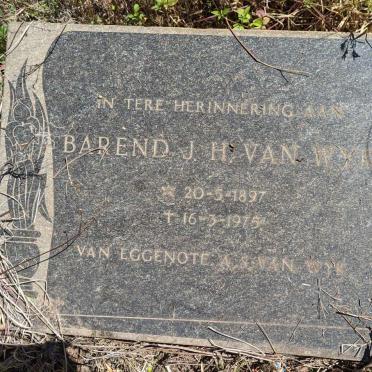 IN TERE HERINNERING AAN
BAREND J. H. VAN WYK
☆ 20-5-1897
† 16-3-1975
VAN EGGENOTE A.S. VAN WYK